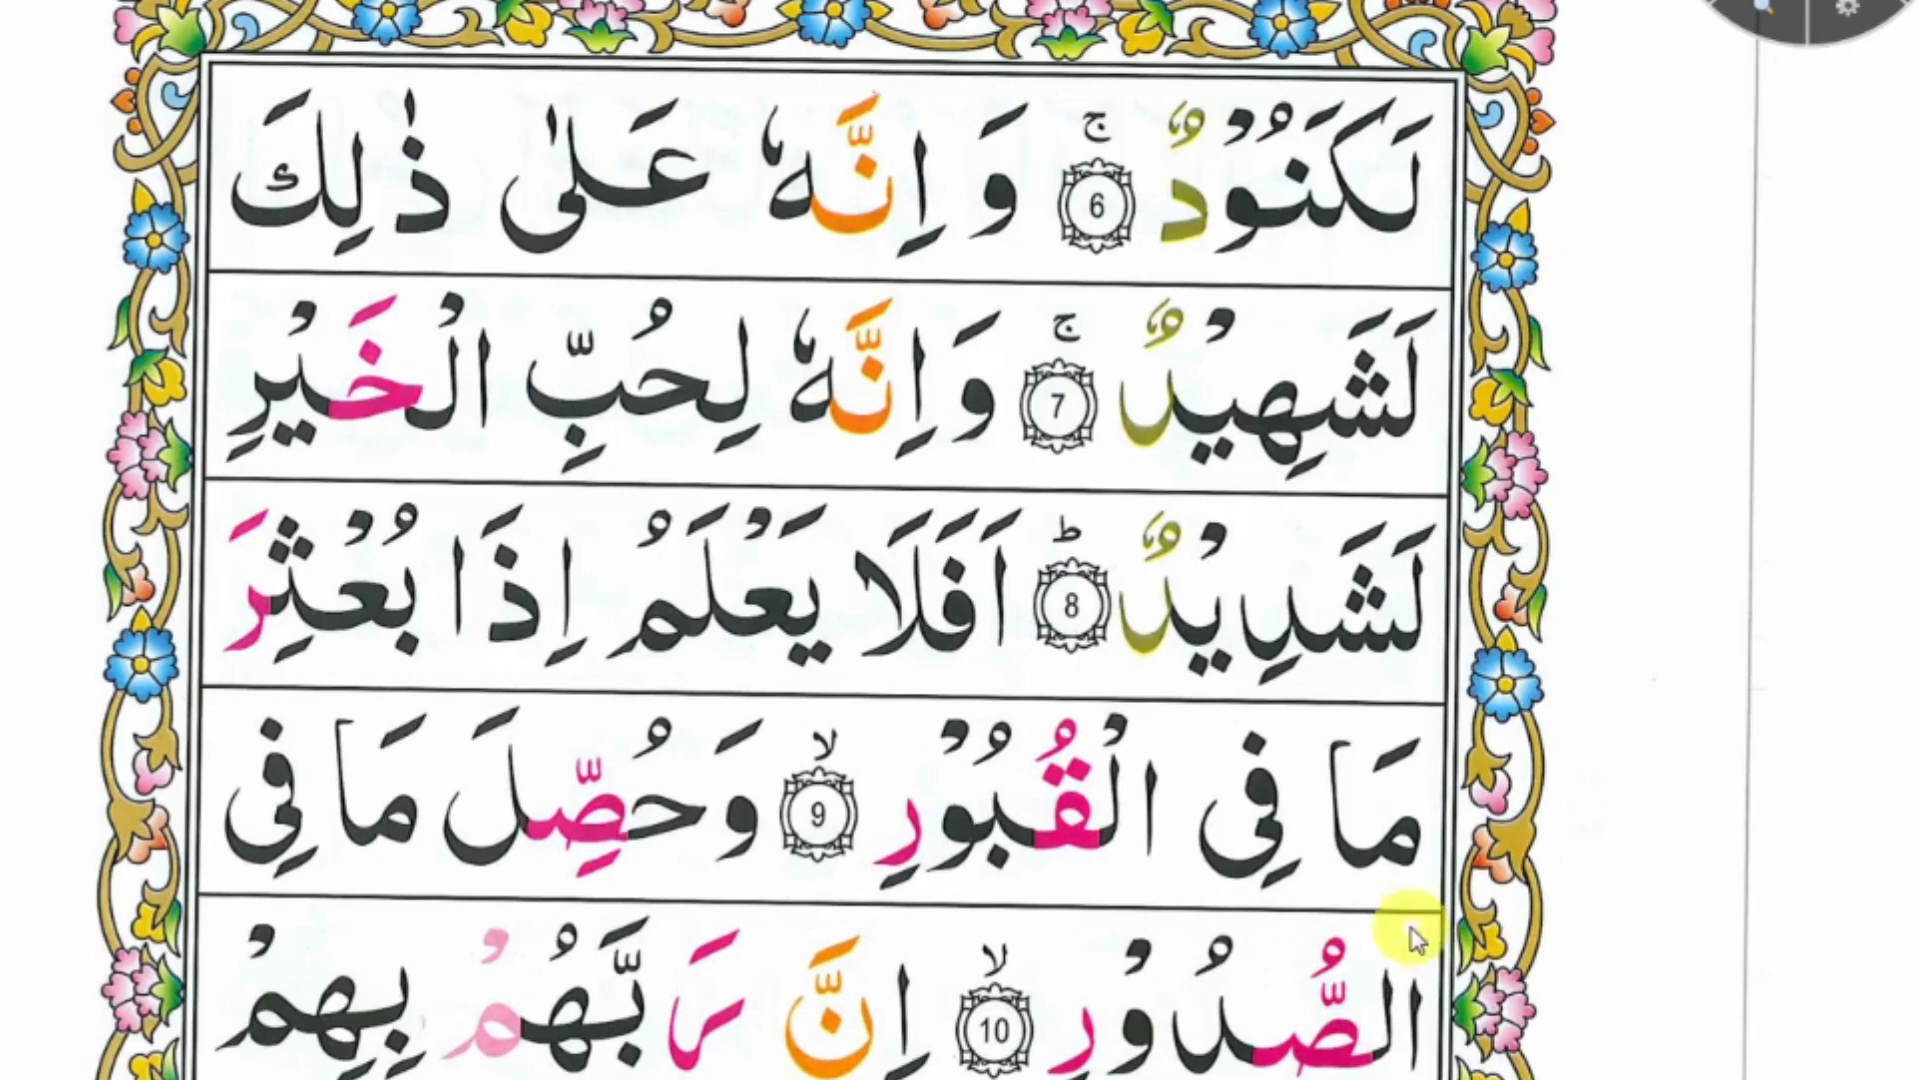 لَكَنُوْدٌ ۚ 6 وَ اِنَّهٗ عَلٰى ذٰلِكَ
لَشَهِيْدٌ ۚ 7 وَاِنَّهٗ لِحُبِّ الْخَيْرِ
لَشَدِيْدٌ ؕ 8 اَفَلَا يَعْلَمُ اِذَا بُعْثِرَ
مَا فِى الْقُبُوْرِ ۙ 9 وَحُصِّلَ مَا فِى
الصُّدُوْرِ ۙ 10 اِنَّ رَبَّهُمْ بِهِمْ